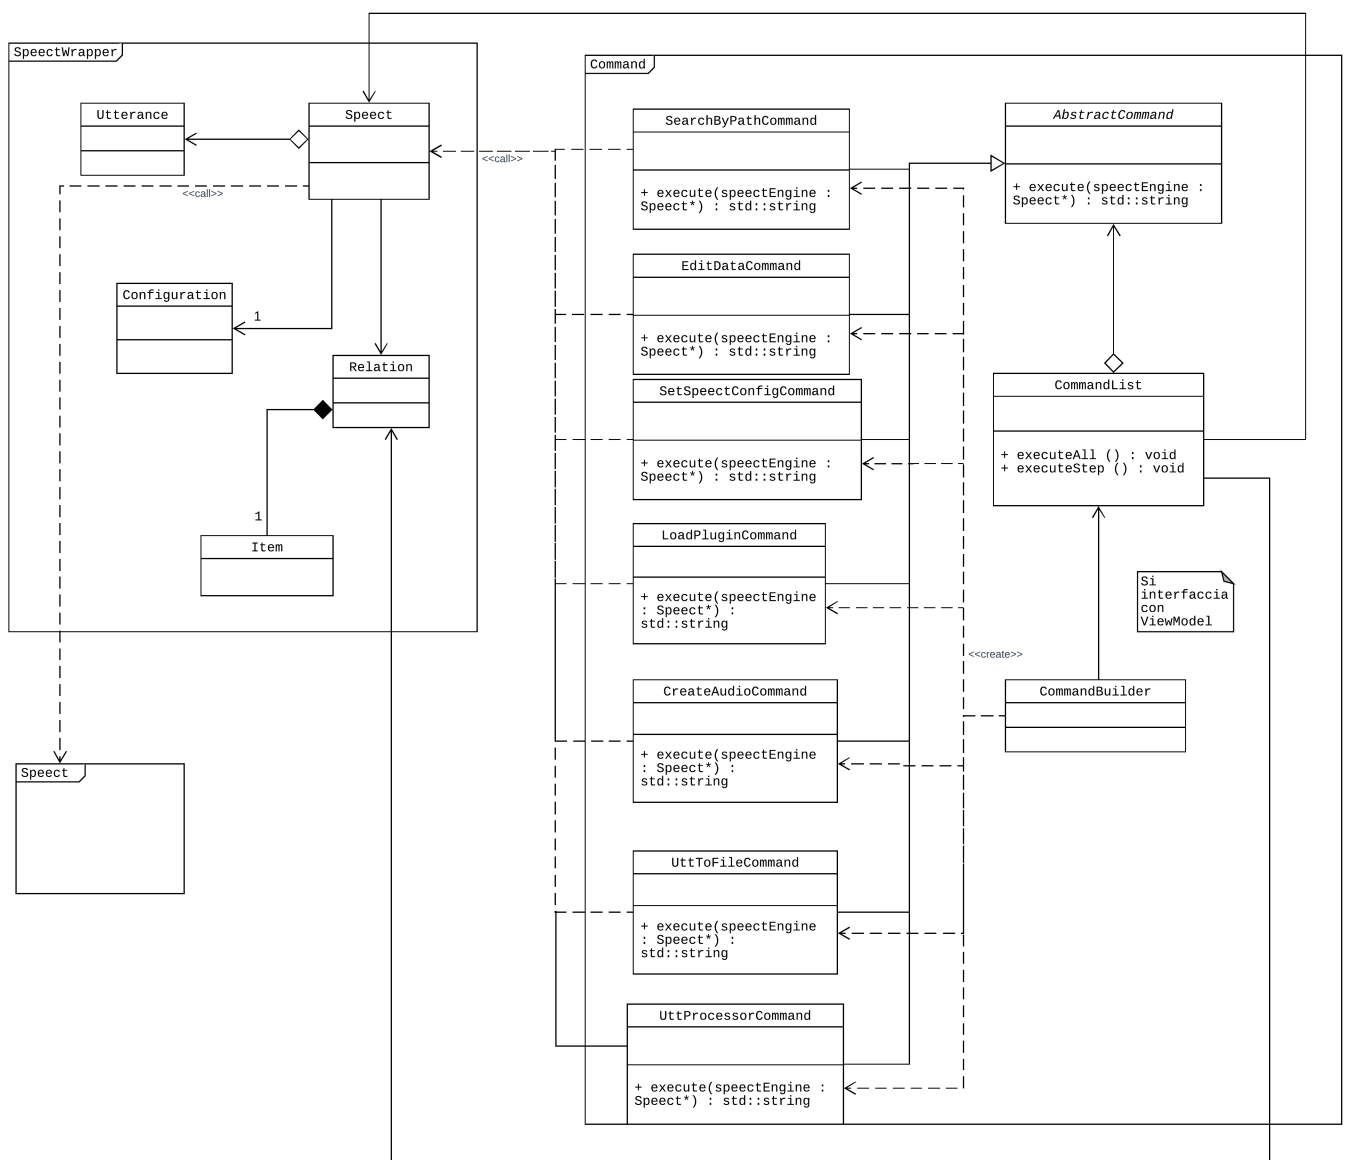 SpeectWrapper
Utterance
Speect
<<call>>
<<call>>
Configuration
1
Relation
1
Item
Speect
Command
SearchByPathCommand
+ execute(speectEngine :
Speect*) : std::string
EditDataCommand
+ execute(speectEngine :
Speect*) : std::string
SetSpeectConfigCommand
+ execute(speectEngine :
Speect*) : std::string
LoadPluginCommand
+ execute(speectEngine
: Speect*) :
std::string
CreateAudioCommand
+ execute(speectEngine
: Speect*) :
std::string
UttToFileCommand
+ execute(speectEngine
: Speect*) :
std::string
UttProcessorCommand
+ execute(speectEngine :
Speect*) : std::string
AbstractCommand
+ execute(speectEngine :
Speect*) : std::string
CommandList
+ executeAll () : void
+ executeStep () : void
Si
interfaccia
con
ViewModel
<<create>>
CommandBuilder